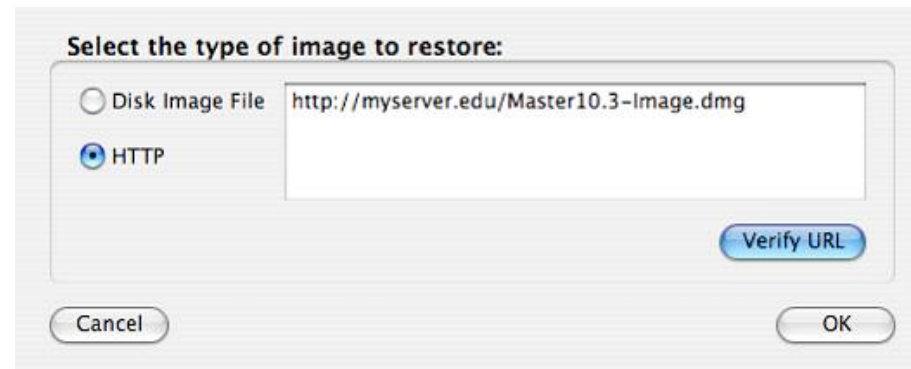 Select the type of image to restore:
Disk Image File
http://myserver.edu/Master10.3-Image.dmg
HTTP
Verify URL
Cancel
OK